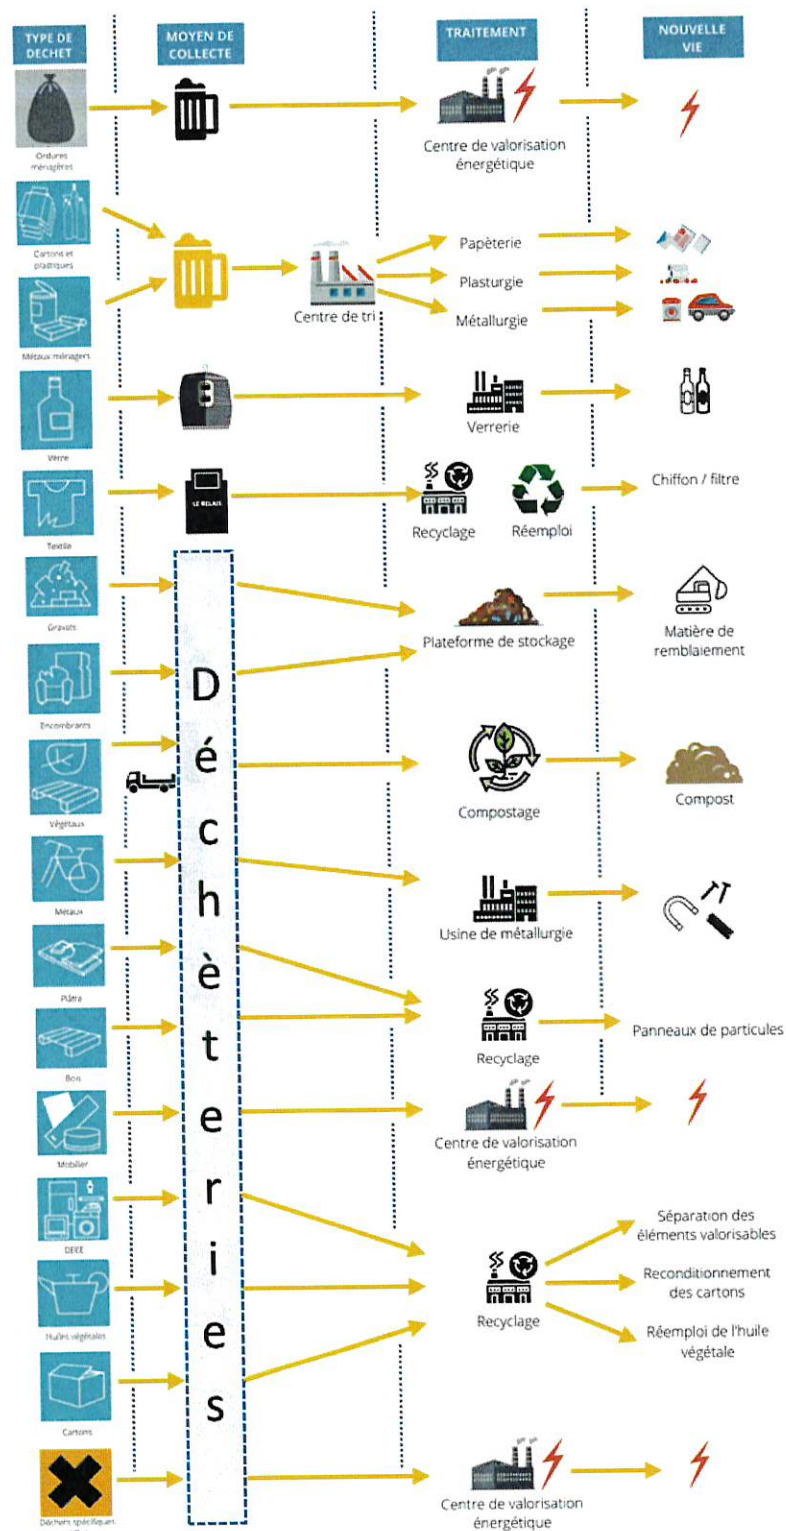 TYPE DE
DECHET
MOYEN DE
COLLECTE
TRAITEMENT
NOUVELLE
VIE
Ordures
ménagères
Centre de valorisation
énergétique
Cartons et
plastiques
Métaux ménagers
Centre de tri
Papèterie
Plasturgie
Métallurgie
Verre
Verrerie
Textile
LE RELAIS
Recyclage
Réemploi
Chiffon / filtre
Déchèteries
Gravats
Encombrants
Plateforme de stockage
Matière de
remblaiement
Végétaux
Compostage
Compost
Métaux
Usine de métallurgie
Plâtre
Bois
Recyclage
Panneaux de particules
Mobilier
Centre de valorisation
énergétique
DEEE
Huiles végétales
Cartons
Recyclage
Séparation des
éléments valorisables
Reconditionnement
des cartons
Réemploi de l'huile
végétale
Déchets spécifiques
Centre de valorisation
énergétique